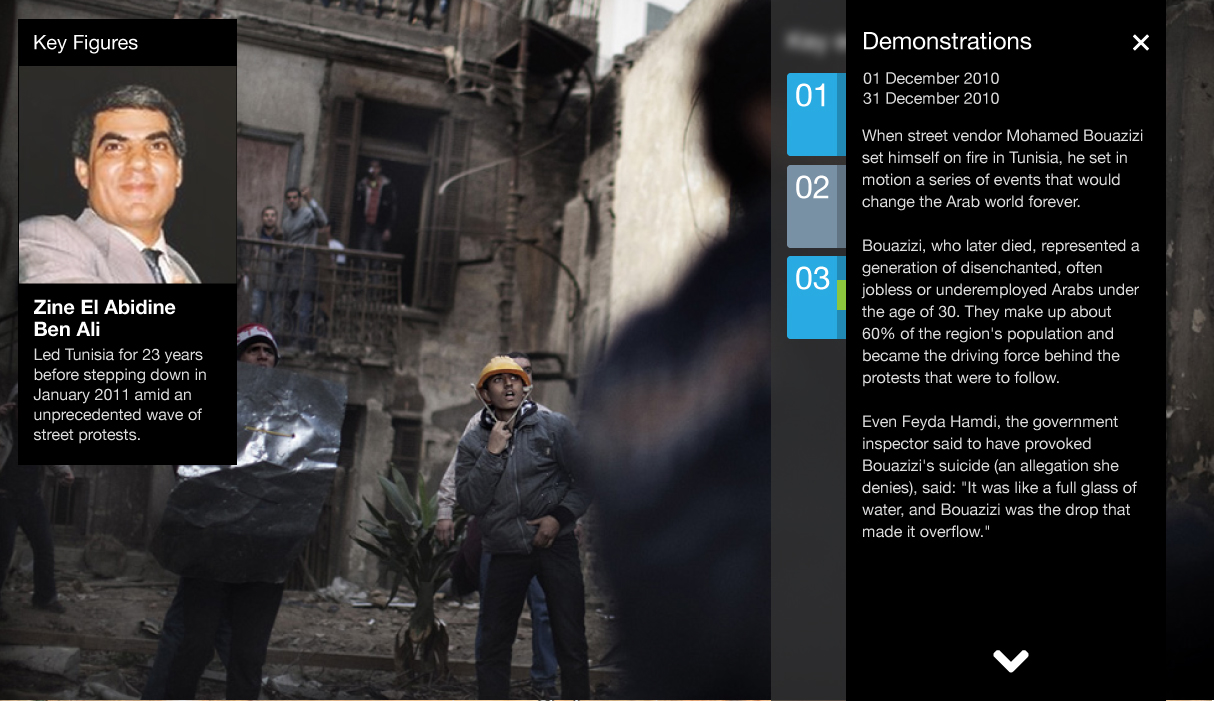 Key Figures
Zine El Abidine
Ben Ali
Led Tunisia for 23 years
before stepping down in
January 2011 amid an
unprecedented wave of
street protests.
01
02
03
Demonstrations
01 December 2010
31 December 2010
When street vendor Mohamed Bouazizi
set himself on fire in Tunisia, he set in
motion a series of events that would
change the Arab world forever.
Bouazizi, who later died, represented a
generation of disenchanted, often
jobless or underemployed Arabs under
the age of 30. They make up about
60% of the region's population and
became the driving force behind the
protests that were to follow.
Even Feyda Hamdi, the government
inspector said to have provoked
Bouazizi's suicide (an allegation she
denies), said: "It was like a full glass of
water, and Bouazizi was the drop that
made it overflow."